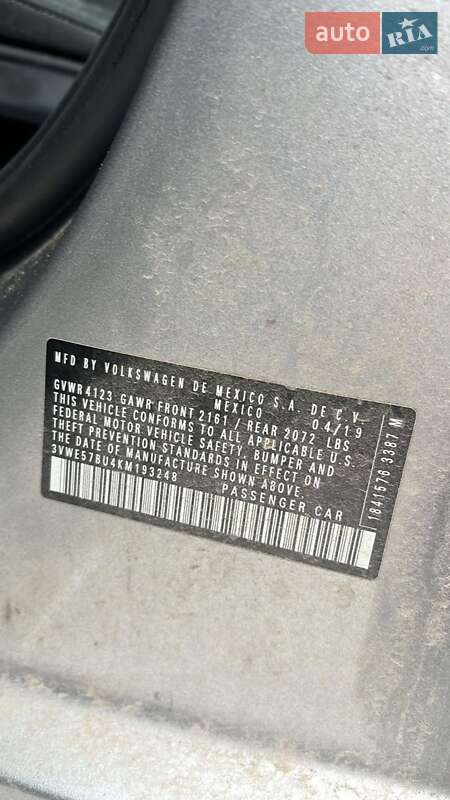 auto RIA.com
MFD BY VOLKSWAGEN DE MEXICO S.A. DE C.V.
MEXICO 04/19
GVWR 4123 GAWR FRONT 2161 / REAR 2072 LBS
THIS VEHICLE CONFORMS TO ALL APPLICABLE U.S.
FEDERAL MOTOR VEHICLE SAFETY, BUMPER AND
THEFT PREVENTION STANDARDS IN EFFECT ON
THE DATE OF MANUFACTURE SHOWN ABOVE.
3VWE57BU4KM193248 PASSENGER CAR
1841576 3387 M